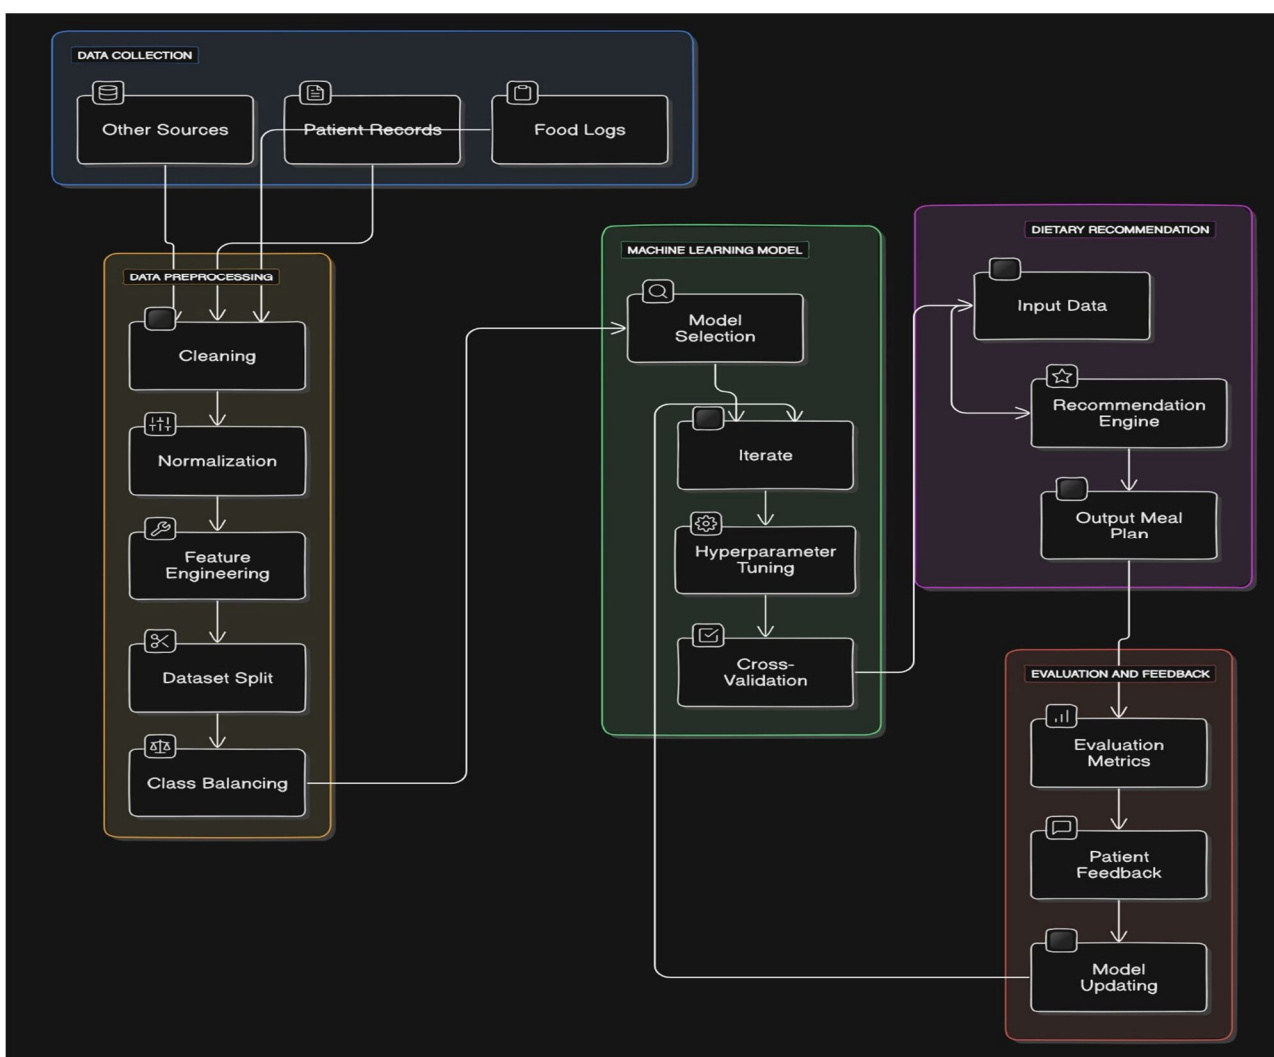 DATA COLLECTION
Other Sources
Patient Records
Food Logs
DATA PREPROCESSING
Cleaning
Normalization
Feature
Engineering
Dataset Split
Class Balancing
MACHINE LEARNING MODEL
Model
Selection
Iterate
Hyperparameter
Tuning
Cross-
Validation
DIETARY RECOMMENDATION
Input Data
Recommendation
Engine
Output Meal
Plan
EVALUATION AND FEEDBACK
Evaluation
Metrics
Patient
Feedback
Model
Updating